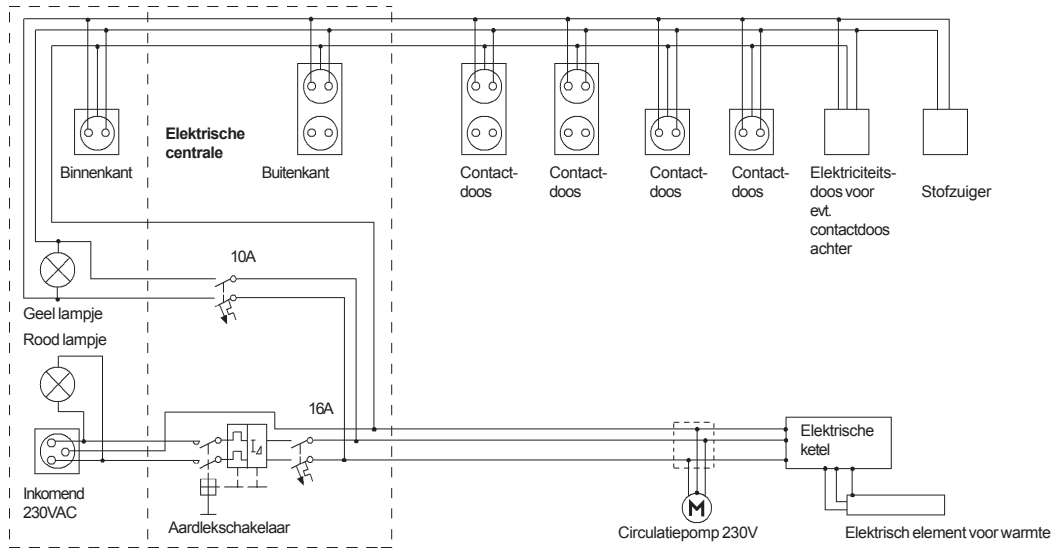 Elektrische
centrale
Binnenkant
Buitenkant
Contact-
doos
Contact-
doos
Contact-
doos
Contact-
doos
Elektriciteits-
doos voor
evt.
contactdoos
achter
Stofzuiger
10A
Geel lampje
Rood lampje
16A
I∆
Inkomend
230VAC
Aardlekschakelaar
M
Circulatiepomp 230V
Elektrische
ketel
Elektrisch element voor warmte